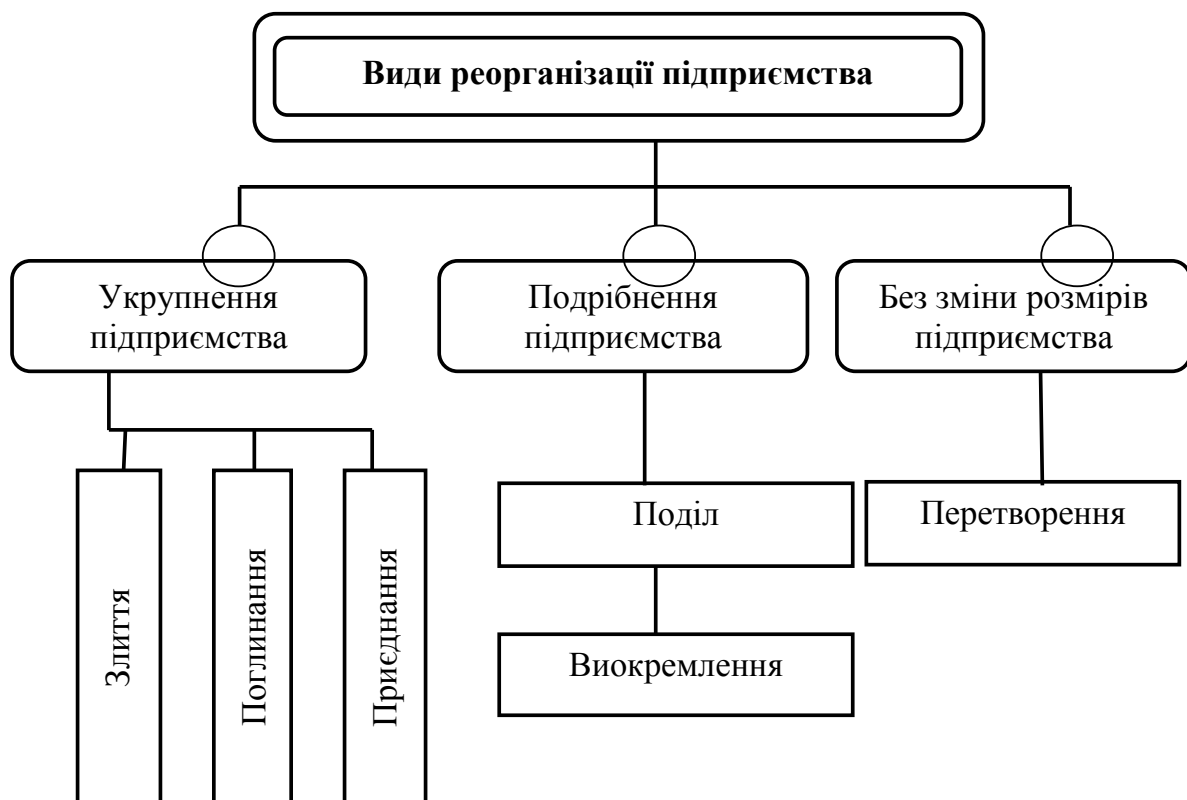 Види реорганізації підприємства
Укрупнення
підприємства
Подрібнення
підприємства
Без зміни розмірів
підприємства
Злиття
Поглинання
Приєднання
Поділ
Виокремлення
Перетворення